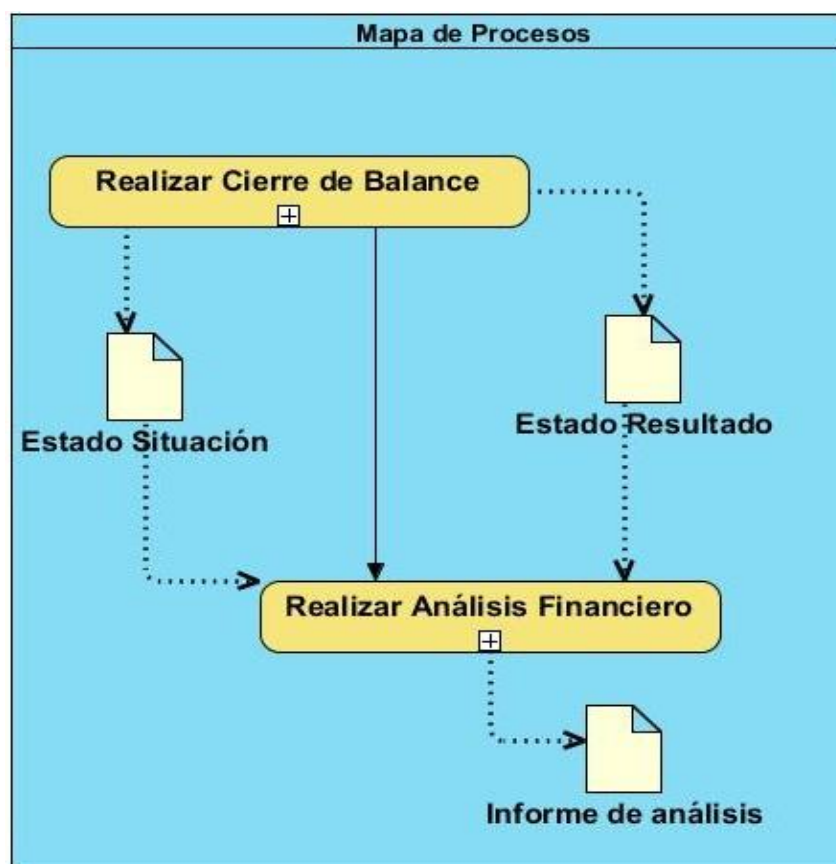 Mapa de Procesos
Realizar Cierre de Balance
Estado Situación
Estado Resultado
Realizar Análisis Financiero
Informe de análisis